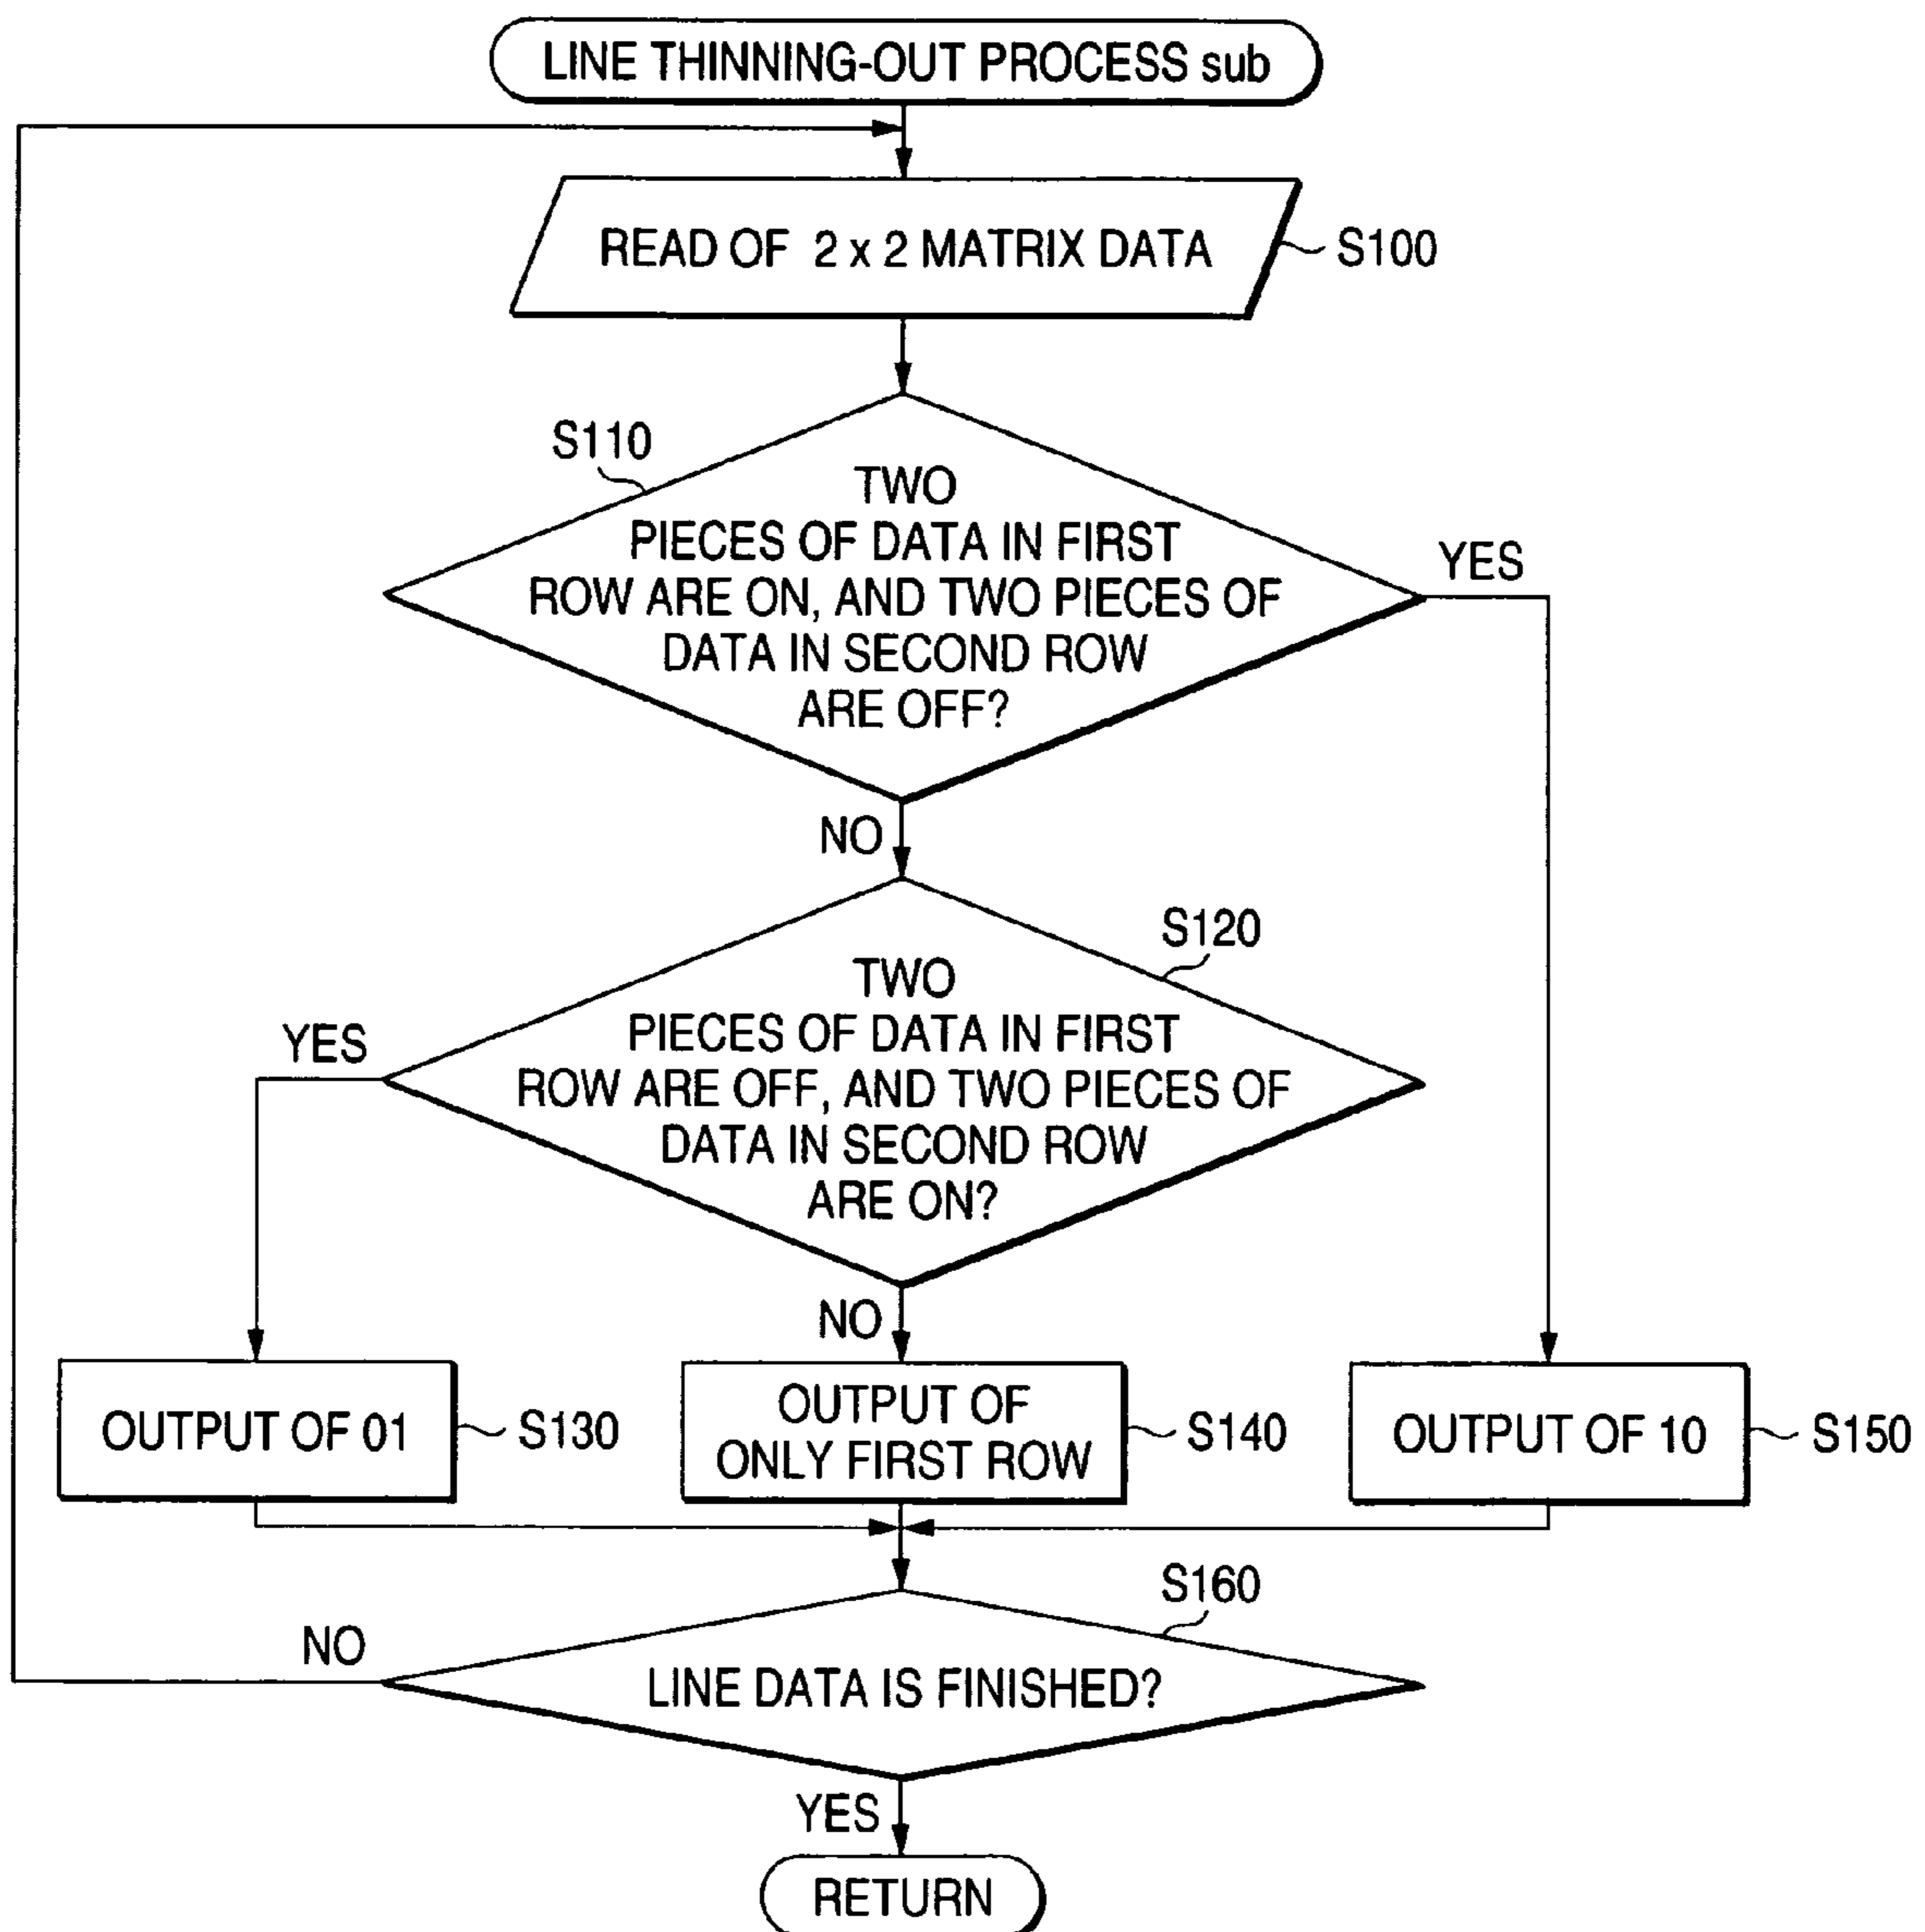 LINE THINNING-OUT PROCESS sub
READ OF 2 x 2 MATRIX DATA
S100
S110
TWO
PIECES OF DATA IN FIRST
ROW ARE ON, AND TWO PIECES OF
DATA IN SECOND ROW
ARE OFF?
YES
NO
S120
TWO
PIECES OF DATA IN FIRST
ROW ARE OFF, AND TWO PIECES OF
DATA IN SECOND ROW
ARE ON?
YES
NO
OUTPUT OF 01
S130
OUTPUT OF
ONLY FIRST ROW
S140
OUTPUT OF 10
S150
S160
NO
LINE DATA IS FINISHED?
YES
RETURN